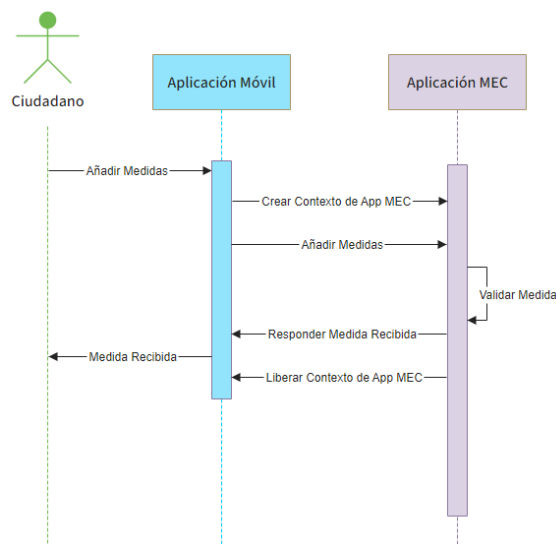 Ciudadano
Aplicación Móvil
Aplicación MEC
Añadir Medidas
Crear Contexto de App MEC
Añadir Medidas
Validar Medida
Responder Medida Recibida
Medida Recibida
Liberar Contexto de App MEC